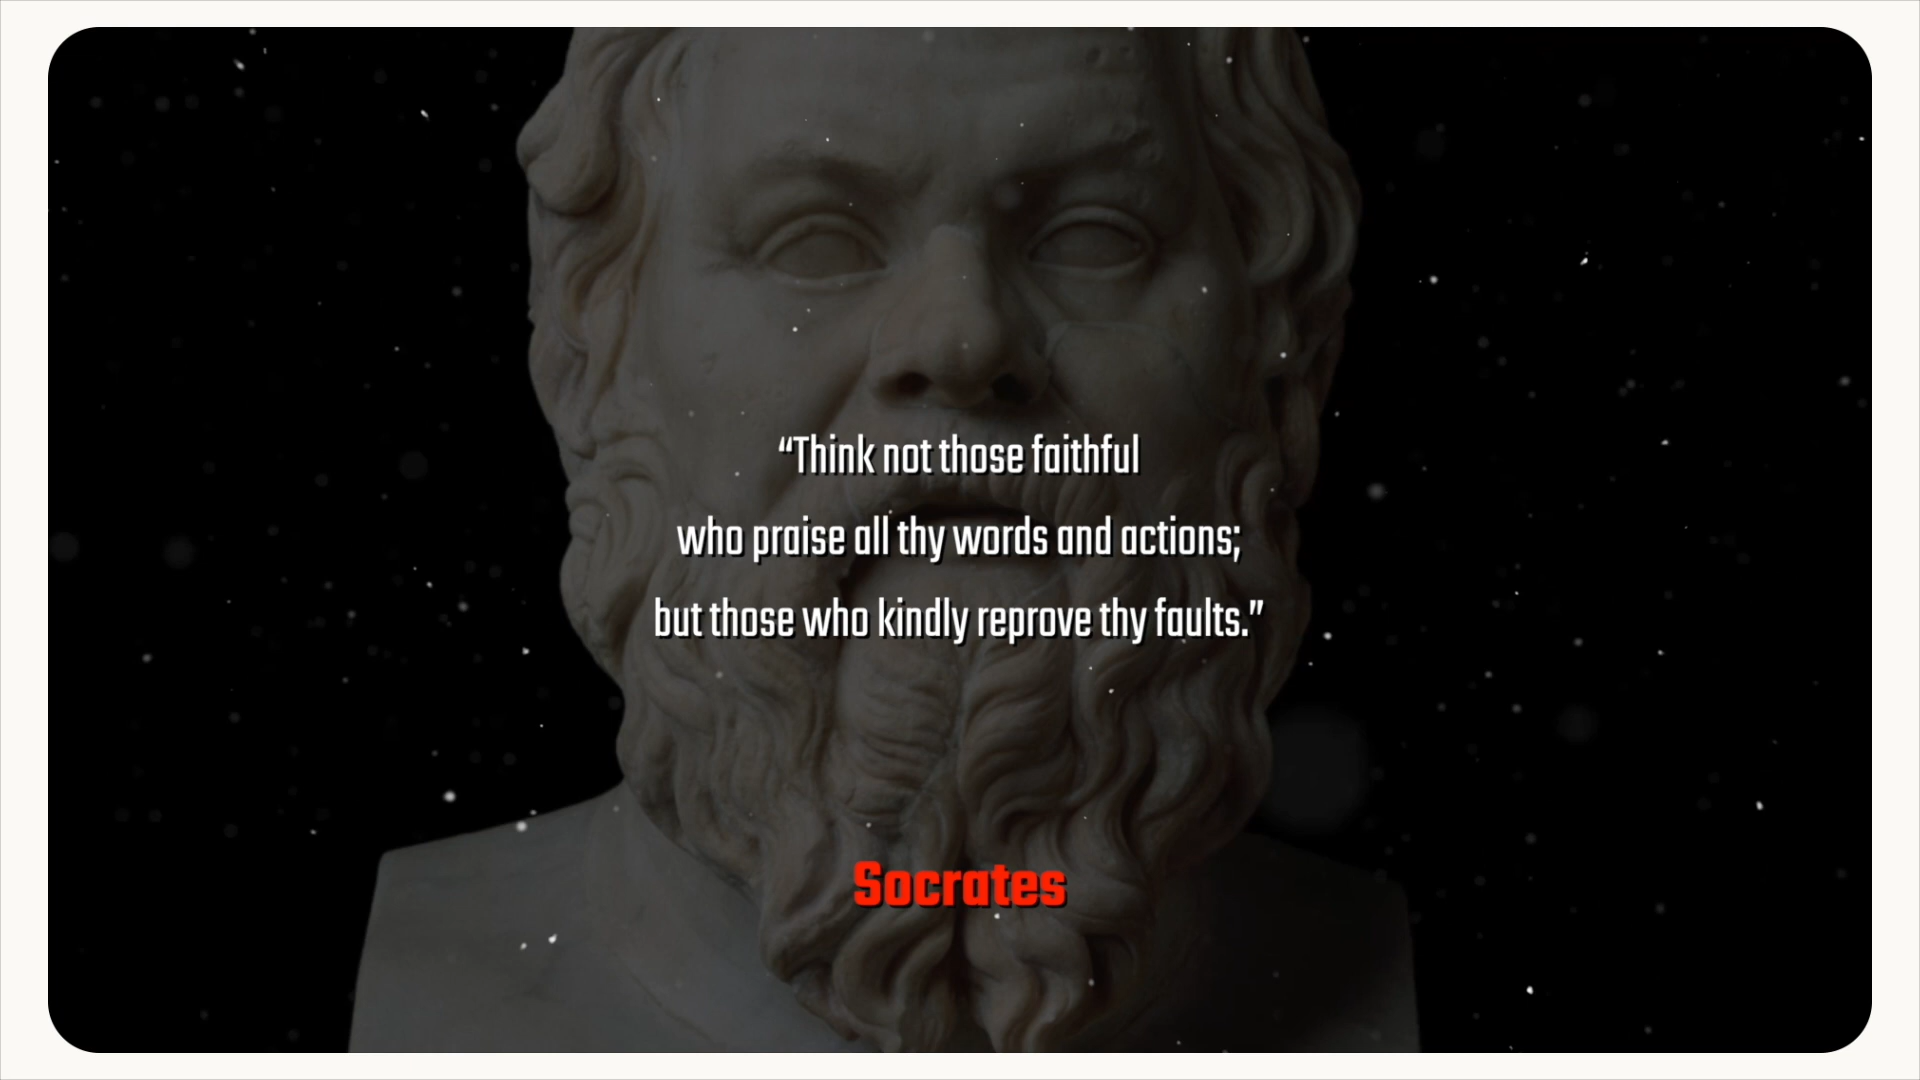 “Think not those faithful
who praise all thy words and actions;
but those who kindly reprove thy faults.”
Socrates